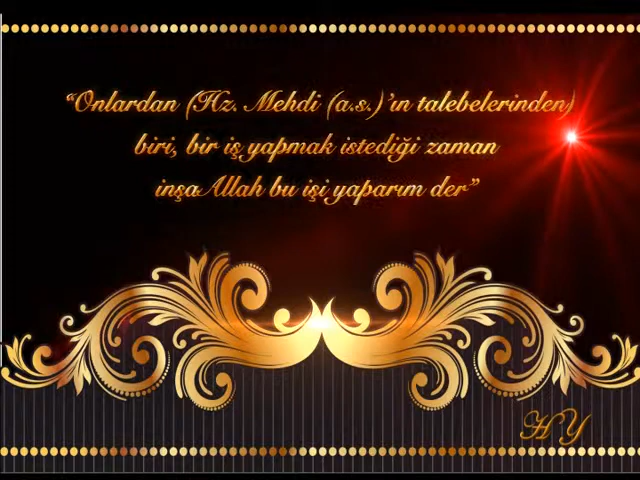 “Onlardan (Hz. Mehdi (a.s.)’ın talebelerinden)
biri, bir iş yapmak istediği zaman
inşaAllah bu işi yaparım der”
HY